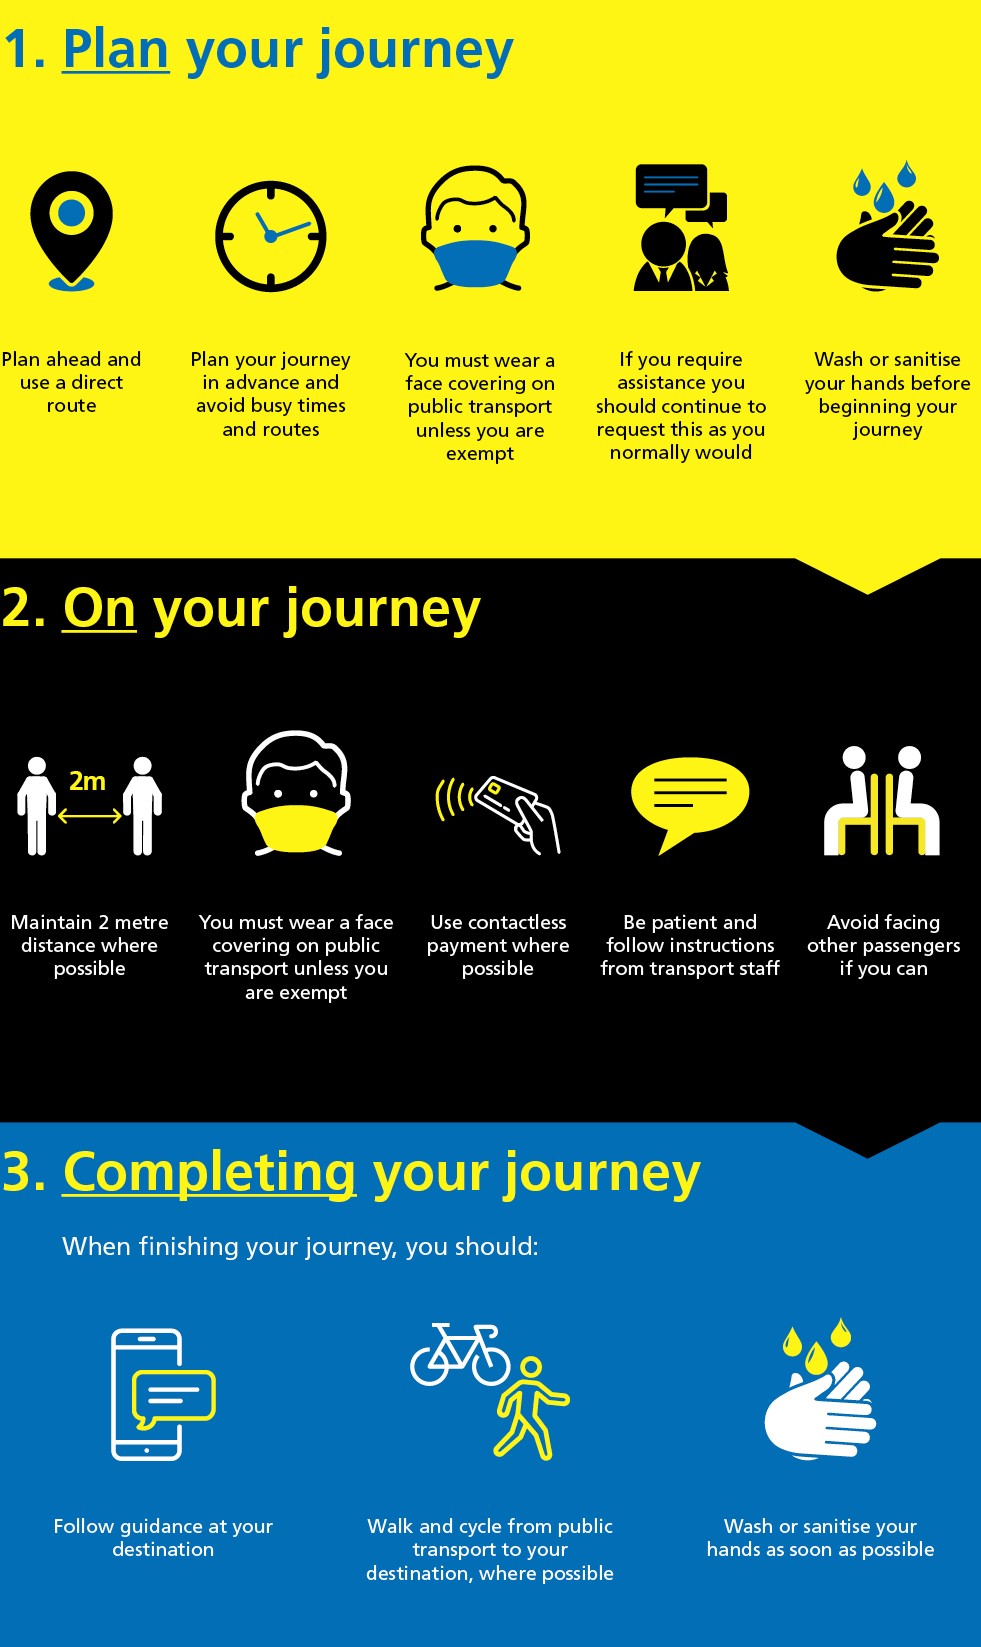 1. Plan your journey
Plan ahead and
use a direct
route
Plan your journey
in advance and
avoid busy times
and routes
You must wear a
face covering on
public transport
unless you are
exempt
If you require
assistance you
should continue to
request this as you
normally would
Wash or sanitise
your hands before
beginning your
journey
2. On your journey
2m
Maintain 2 metre
distance where
possible
You must wear a face
covering on public
transport unless you
are exempt
Use contactless
payment where
possible
Be patient and
follow instructions
from transport staff
Avoid facing
other passengers
if you can
3. Completing your journey
When finishing your journey, you should:
Follow guidance at your
destination
Walk and cycle from public
transport to your
destination, where possible
Wash or sanitise your
hands as soon as possible